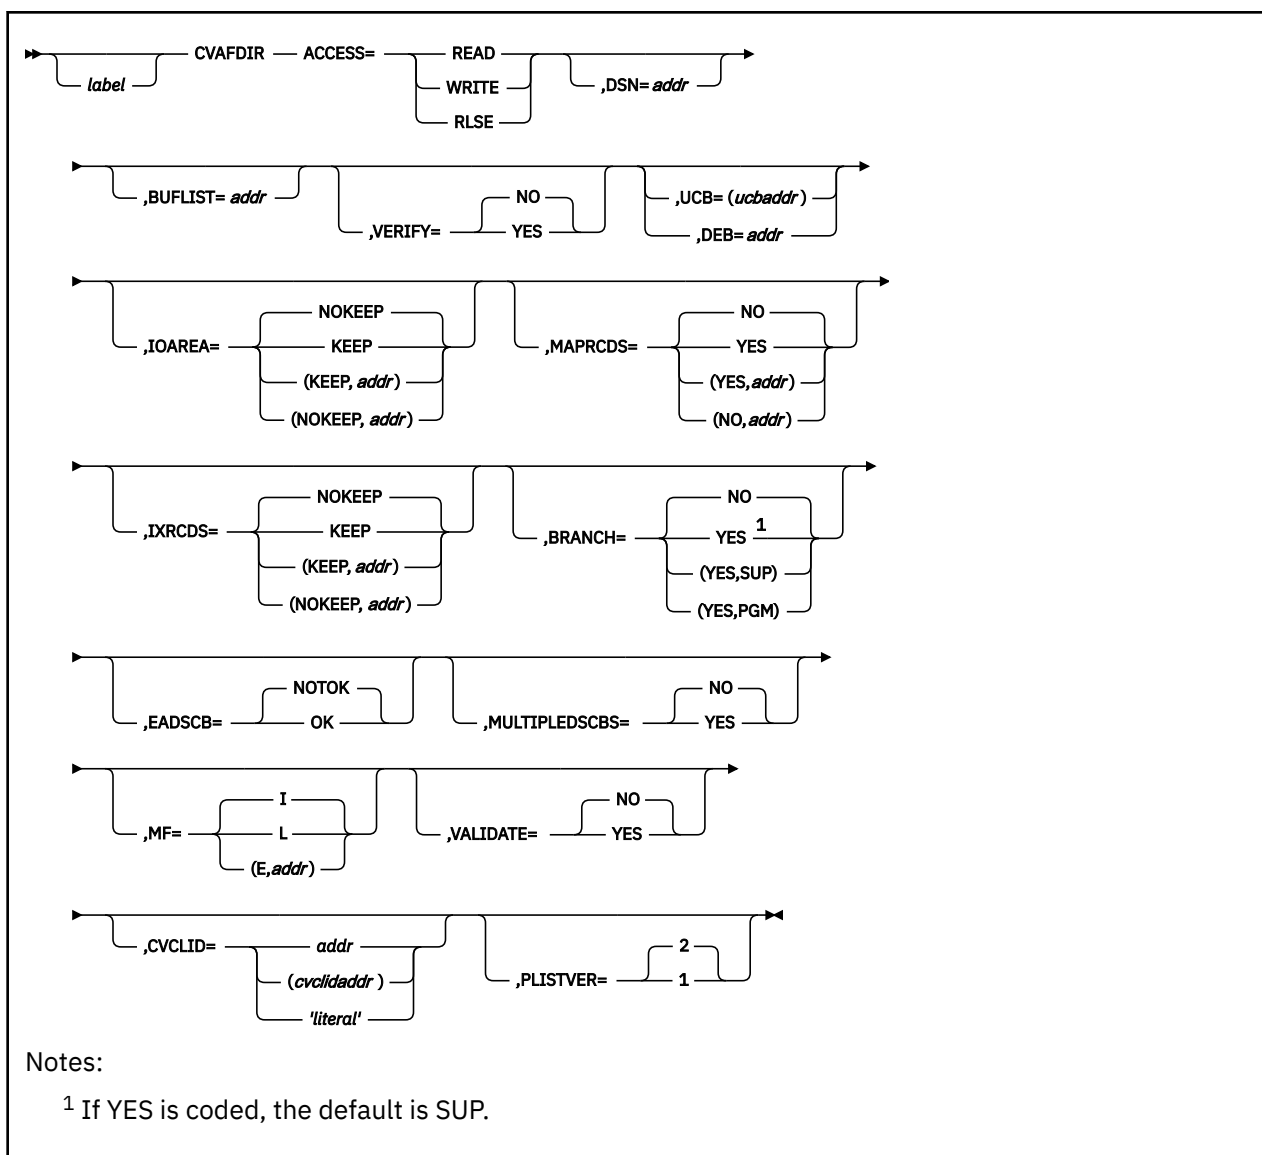 CVAFDIR ACCESS= READ
label WRITE ,DSN= addr
RLSE
,BUFLIST= addr NO ,UCB= (ucbaddr)
,VERIFY= YES ,DEB= addr
NOKEEP NO
,IOAREA= KEEP ,MAPRCDS= YES
(KEEP, addr) (YES,addr)
(NOKEEP, addr) (NO,addr)
NOKEEP NO
,IXRCDS= KEEP ,BRANCH= YES 1
(KEEP, addr) (YES,SUP)
(NOKEEP, addr) (YES,PGM)
NOTOK NO
,EADSCB= OK ,MULTIPLEDSCBS= YES
I NO
,MF= L ,VALIDATE= YES
(E,addr)
,CVCLID= addr 2
(cvclidaddr) ,PLISTVER= 1
'literal'
Notes:
1 If YES is coded, the default is SUP.